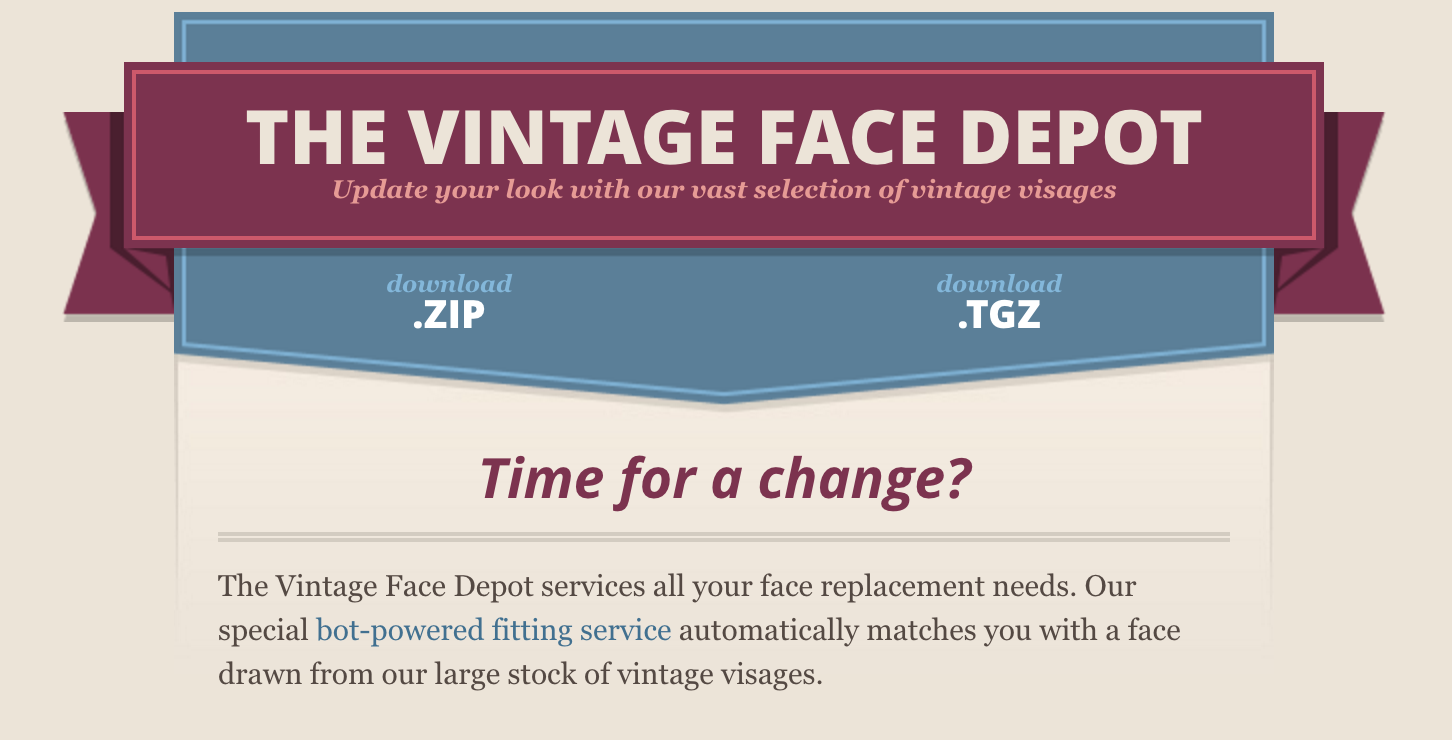 THE VINTAGE FACE DEPOT
Update your look with our vast selection of vintage visages
download
.ZIP
download
.TGZ
Time for a change?
The Vintage Face Depot services all your face replacement needs. Our
special bot-powered fitting service automatically matches you with a face
drawn from our large stock of vintage visages.